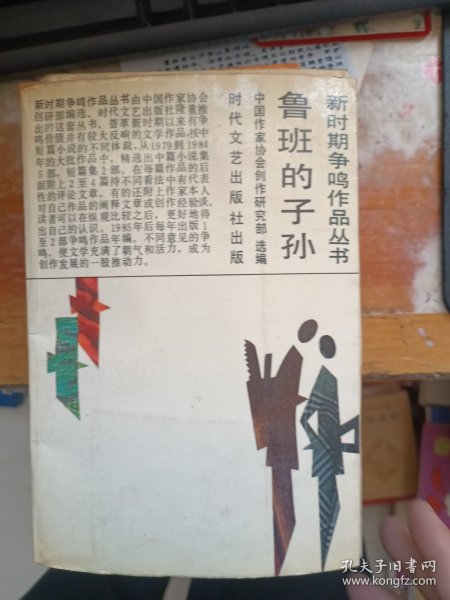 新时期争鸣作品丛书
鲁班的子孙
中国作家协会创作研究部 选编
时代文艺出版社出版
新时期争鸣作品丛书由中国作家协会
创研部编选、时代文艺出版社隆重推
出的这套丛书，荟萃新时期以来有争
鸣价值并有较大反响的文学作品，按中
短篇小说的不同体裁，从1979年到1984
年的大批作品中，精选出中篇小说集
5部、短篇集2部。在每篇作品的后
面附上2至4篇持不同看法、有代表
性的评论文章，有的还附上作家本人
对自己作品的阐释文章或创作经验谈，
读者可以在纵观比较之后，更好地得
出自己的认识。1985年后每年出版1
至2部争鸣作品年编。不同意见的争
鸣，使文学充满了朝气和活力，成为
创作发展的一股推动力。
孔夫子旧书网
www.kongfz.com